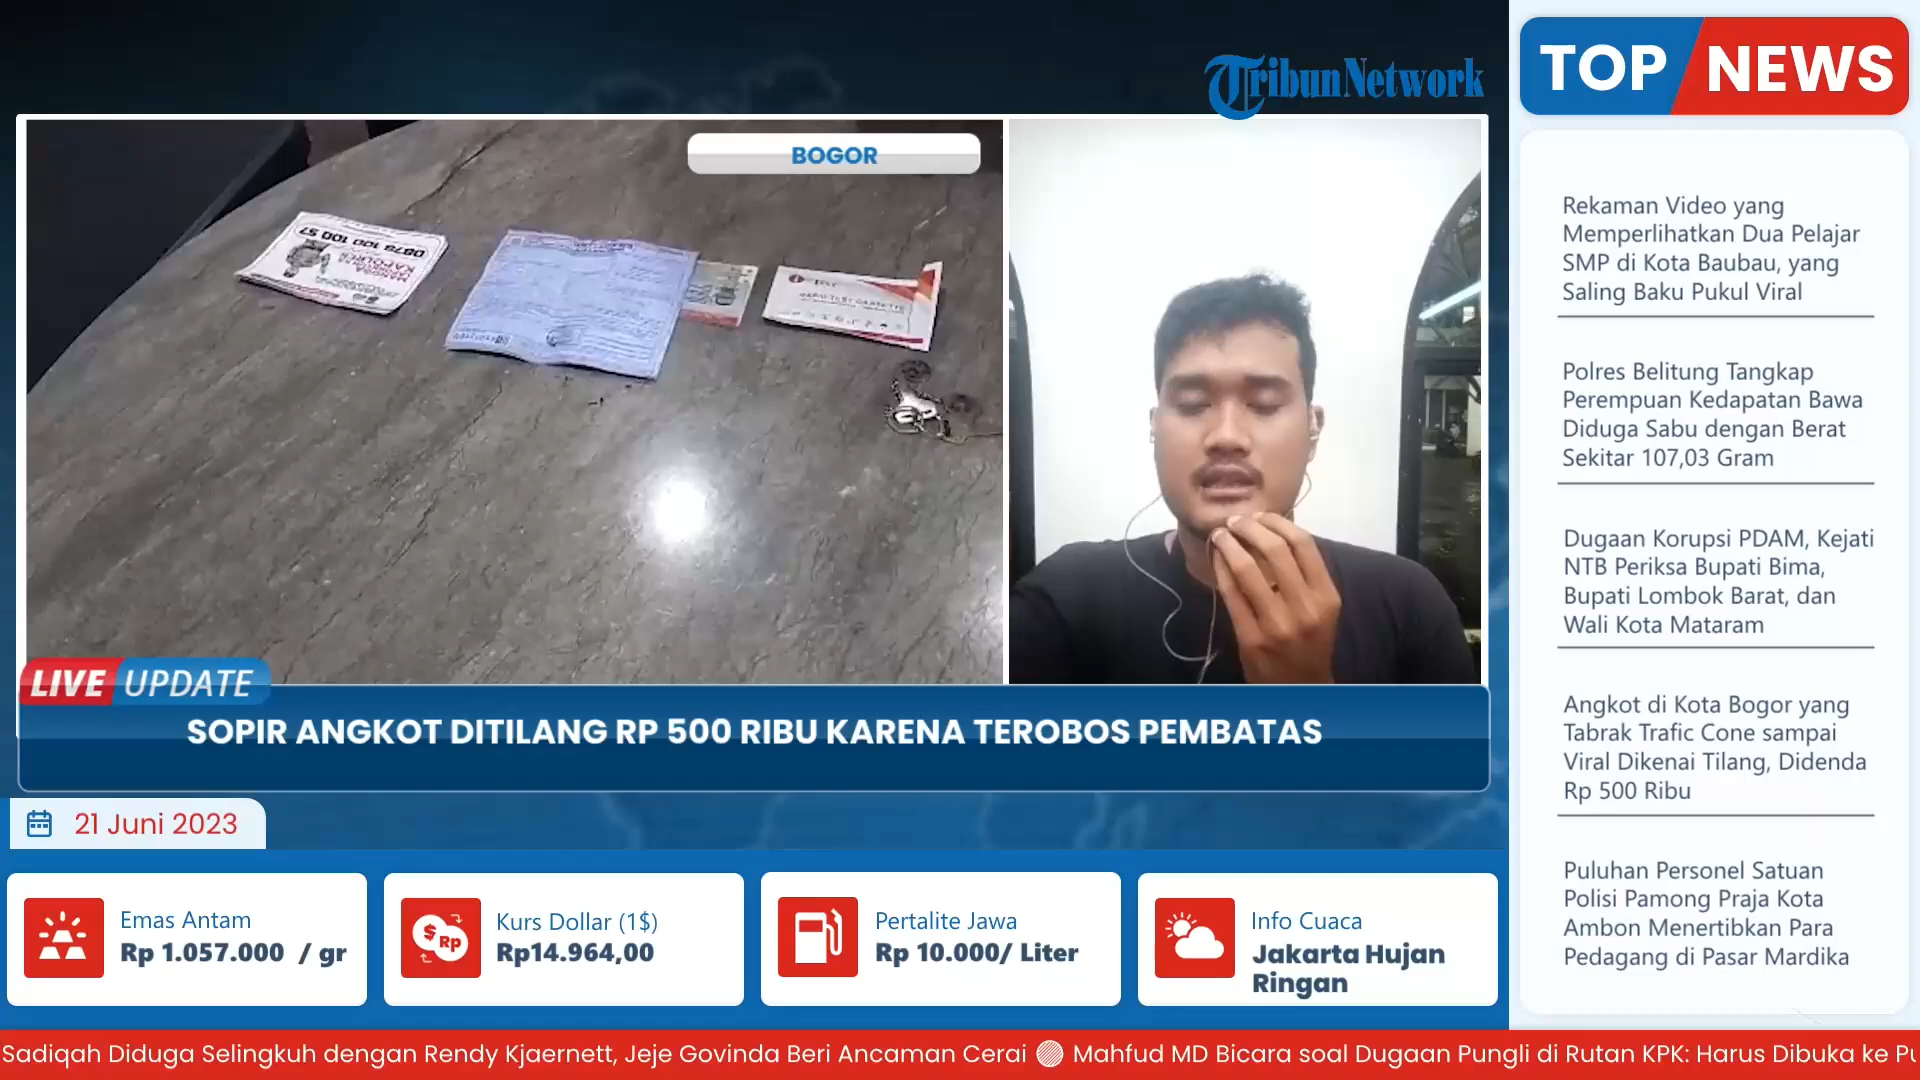 TribunNetwork
BOGOR
0878 100 100 57
LIVE UPDATE
SOPIR ANGKOT DITILANG RP 500 RIBU KARENA TEROBOS PEMBATAS
21 Juni 2023
Emas Antam
Rp 1.057.000 / gr
Kurs Dollar (1$)
Rp14.964,00
Pertalite Jawa
Rp 10.000/ Liter
Info Cuaca
Jakarta Hujan
Ringan
TOP NEWS
Rekaman Video yang
Memperlihatkan Dua Pelajar
SMP di Kota Baubau, yang
Saling Baku Pukul Viral
Polres Belitung Tangkap
Perempuan Kedapatan Bawa
Diduga Sabu dengan Berat
Sekitar 107,03 Gram
Dugaan Korupsi PDAM, Kejati
NTB Periksa Bupati Bima,
Bupati Lombok Barat, dan
Wali Kota Mataram
Angkot di Kota Bogor yang
Tabrak Trafic Cone sampai
Viral Dikenai Tilang, Didenda
Rp 500 Ribu
Puluhan Personel Satuan
Polisi Pamong Praja Kota
Ambon Menertibkan Para
Pedagang di Pasar Mardika
Sadiqah Diduga Selingkuh dengan Rendy Kjaernett, Jeje Govinda Beri Ancaman Cerai Mahfud MD Bicara soal Dugaan Pungli di Rutan KPK: Harus Dibuka ke Pu